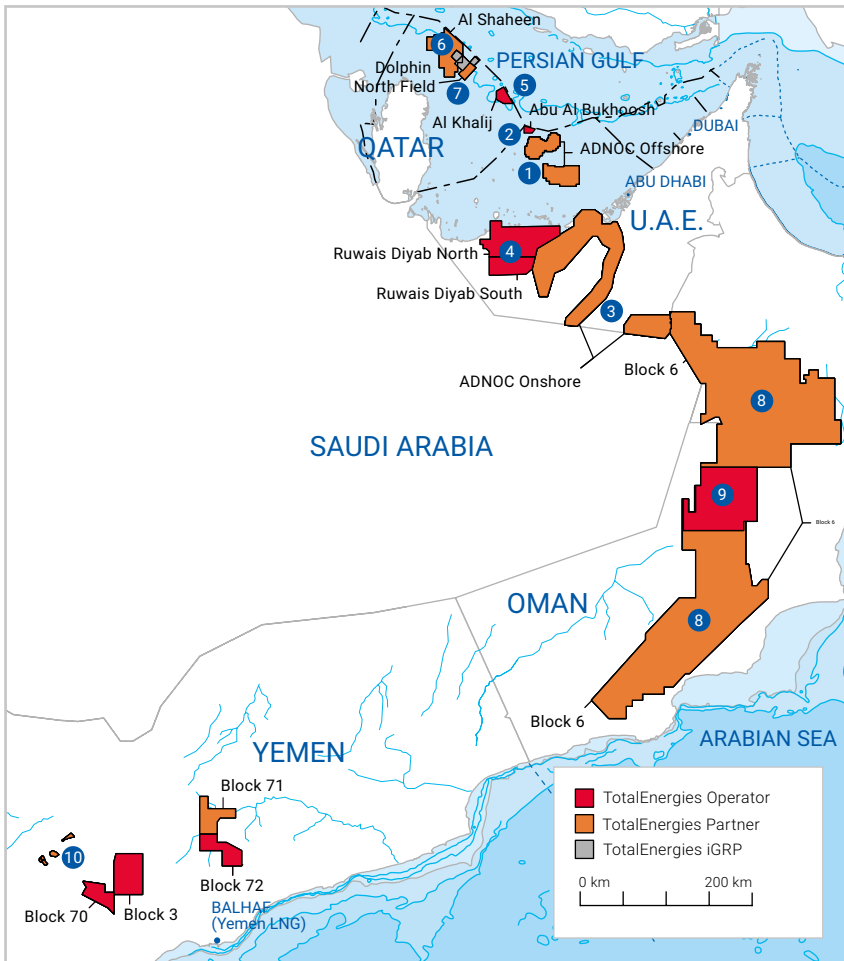 Al Shaheen
6
PERSIAN GULF
Dolphin
North Field
7
5
Al Khalij
Abu Al Bukhoosh
2
DUBAI
QATAR
ADNOC Offshore
1
ABU DHABI
U.A.E.
Ruwais Diyab North
4
Ruwais Diyab South
3
ADNOC Onshore
Block 6
8
SAUDI ARABIA
9
Block 6
OMAN
8
Block 6
ARABIAN SEA
YEMEN
Block 71
10
Block 72
Block 70
Block 3
BALHAF
(Yemen LNG)
TotalEnergies Operator
TotalEnergies Partner
TotalEnergies iGRP
0 km
200 km